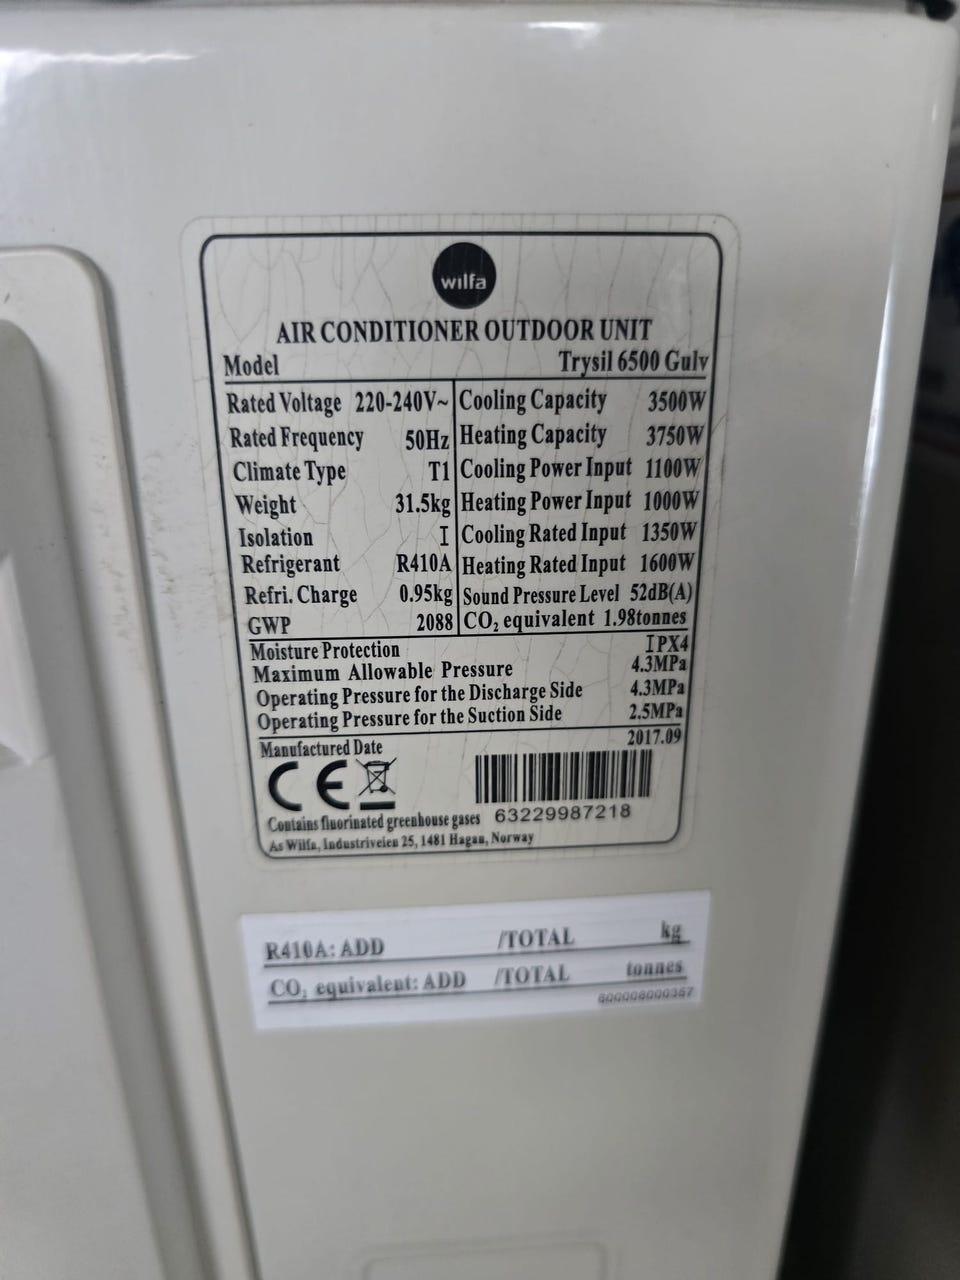 wilfa
AIR CONDITIONER OUTDOOR UNIT
Model Trysil 6500 Gulv
Rated Voltage 220-240V~ Cooling Capacity 3500W
Rated Frequency 50Hz Heating Capacity 3750W
Climate Type T1 Cooling Power Input 1100W
Weight 31.5kg Heating Power Input 1000W
Isolation I Cooling Rated Input 1350W
Refrigerant R410A Heating Rated Input 1600W
Refri. Charge 0.95kg Sound Pressure Level 52dB(A)
GWP 2088 CO₂ equivalent 1.98tonnes
Moisture Protection IPX4
Maximum Allowable Pressure 4.3MPa
Operating Pressure for the Discharge Side 4.3MPa
Operating Pressure for the Suction Side 2.5MPa
Manufactured Date 2017.09
CE
Contains fluorinated greenhouse gases 63229987218
As Wilfa, Industriveien 25, 1481 Hagan, Norway
R410A: ADD /TOTAL kg
CO₂ equivalent: ADD /TOTAL tonnes
600008000367